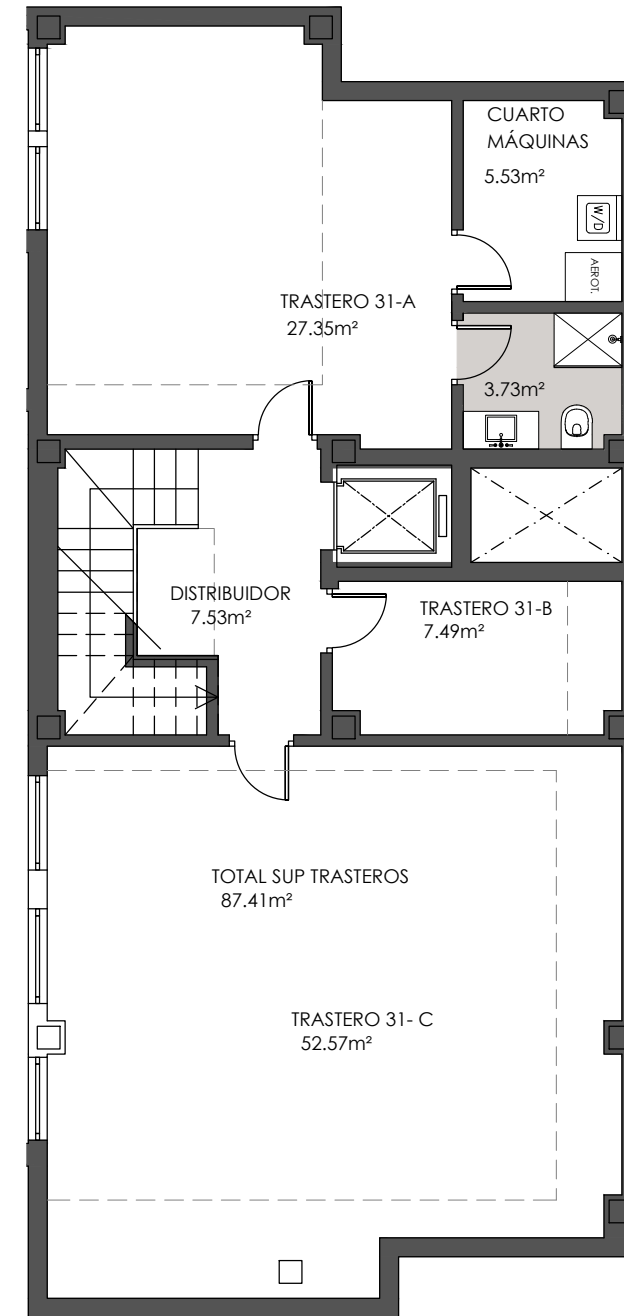 CUARTO
MÁQUINAS
5.53m²
W/D
AEROT.
TRASTERO 31-A
27.35m²
3.73m²
DISTRIBUIDOR
7.53m²
TRASTERO 31-B
7.49m²
TOTAL SUP TRASTEROS
87.41m²
TRASTERO 31- C
52.57m²